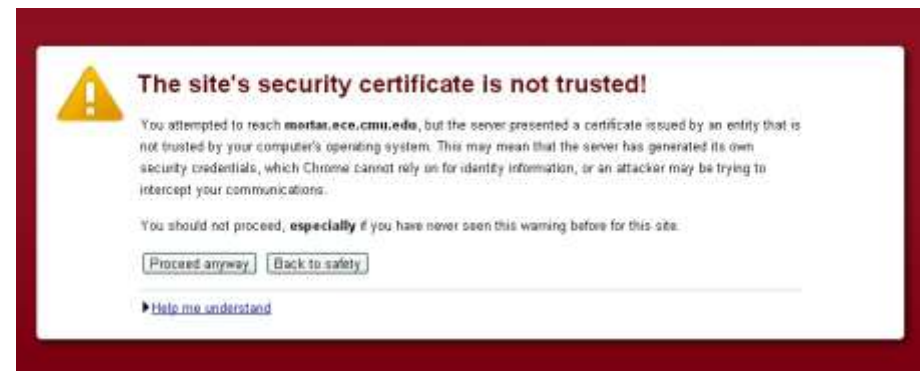 The site's security certificate is not trusted!
You attempted to reach mortar.ece.cmu.edu, but the server presented a certificate issued by an entity that is
not trusted by your computer's operating system. This may mean that the server has generated its own
security credentials, which Chrome cannot rely on for identity information, or an attacker may be trying to
intercept your communications.
You should not proceed, especially if you have never seen this warning before for this site.
Proceed anyway Back to safety
Help me understand